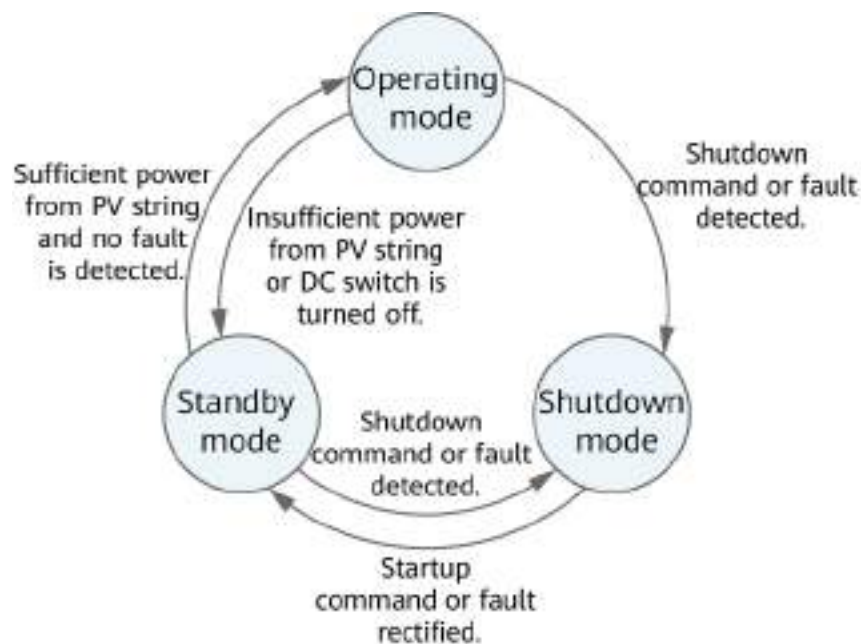 Operating
mode
Shutdown
command or fault
detected.
Sufficient power
from PV string
and no fault
is detected.
Insufficient power
from PV string
or DC switch is
turned off.
Standby
mode
Shutdown
command or fault
detected.
Shutdown
mode
Startup
command or fault
rectified.